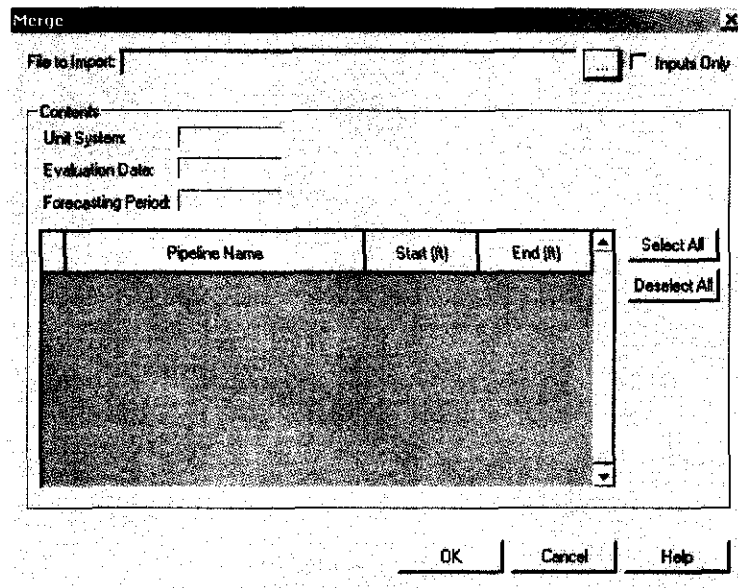 Merge
File to Import: ... Inputs Only
Contents
Unit System:
Evaluation Date:
Forecasting Period:
Pipeline Name Start (ft) End (ft)
Select All
Deselect All
OK Cancel Help